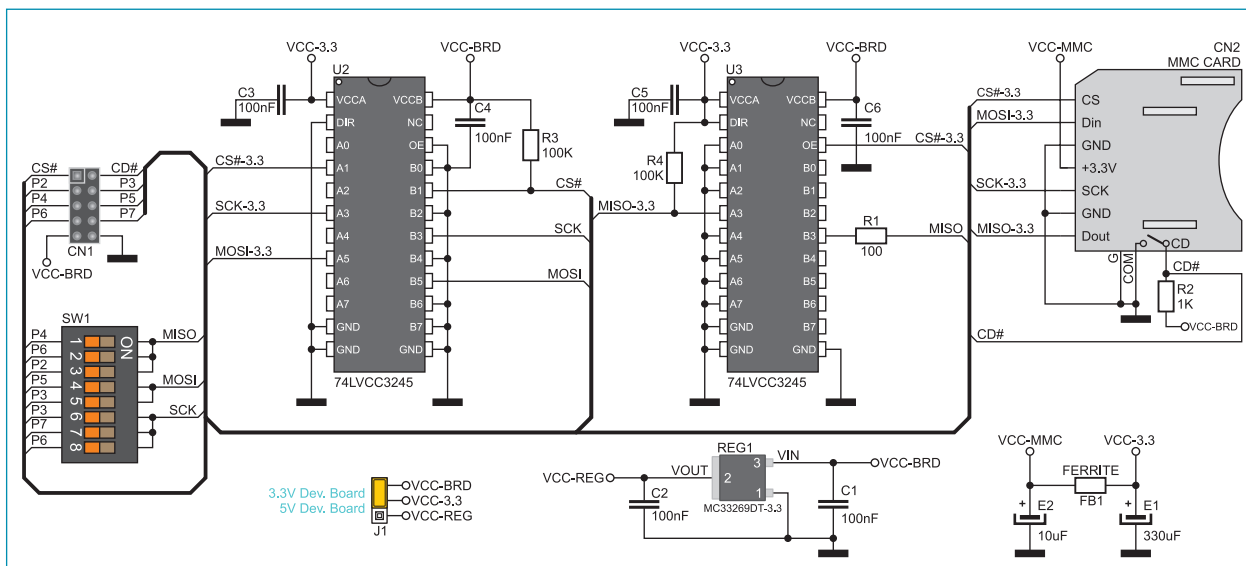 VCC-3.3
VCC-BRD
U2
C3
100nF
VCCA
DIR
A0
A1
A2
A3
A4
A5
A6
A7
GND
GND
VCCB
NC
OE
B0
B1
B2
B3
B4
B5
B6
B7
GND
74LVCC3245
C4
100nF
R3
100K
CS#-3.3
SCK-3.3
MOSI-3.3
CS#
SCK
MOSI
VCC-3.3
VCC-BRD
U3
C5
100nF
R4
100K
MISO-3.3
VCCA
DIR
A0
A1
A2
A3
A4
A5
A6
A7
GND
GND
VCCB
NC
OE
B0
B1
B2
B3
B4
B5
B6
B7
GND
74LVCC3245
C6
100nF
CS#-3.3
R1
100
MISO
VCC-MMC
CN2
MMC CARD
CS#-3.3
MOSI-3.3
SCK-3.3
MISO-3.3
CS
Din
GND
+3.3V
SCK
GND
Dout
CD
G
COM
CD#
R2
1K
VCC-BRD
CD#
CS#
P2
P4
P6
CD#
P3
P5
P7
CN1
VCC-BRD
SW1
P4
P6
P2
P5
P3
P3
P7
P6
1
2
3
4
5
6
7
8
ON
MISO
MOSI
SCK
3.3V Dev. Board
5V Dev. Board
VCC-BRD
VCC-3.3
VCC-REG
J1
REG1
VCC-REG
VOUT
VIN
VCC-BRD
2
3
1
MC33269DT-3.3
C2
100nF
C1
100nF
VCC-MMC
VCC-3.3
FERRITE
FB1
+
E2
10uF
+
E1
330uF